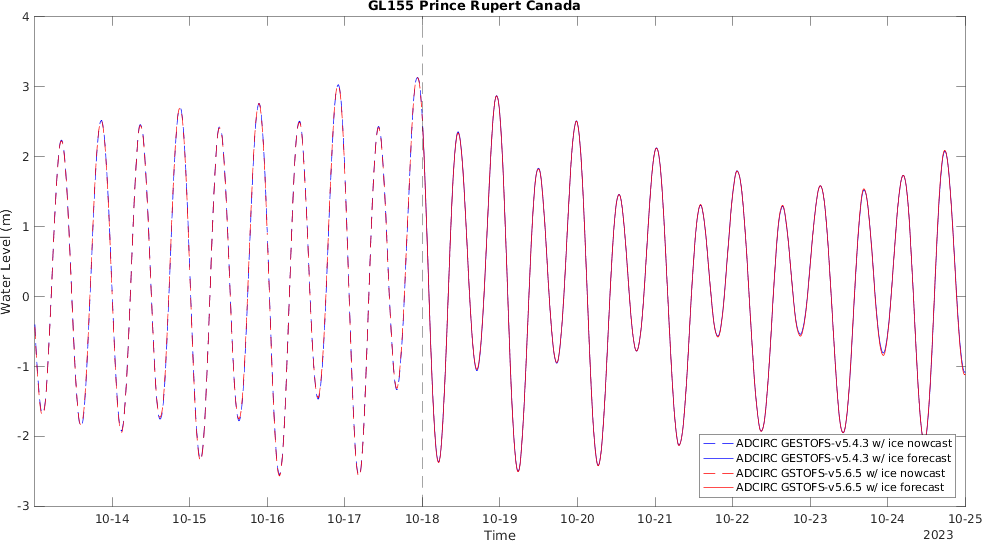 GL155 Prince Rupert Canada
4
3
2
1
0
-1
-2
-3
Water Level (m)
ADCIRC GESTOFS-v5.4.3 w/ ice nowcast
ADCIRC GESTOFS-v5.4.3 w/ ice forecast
ADCIRC GSTOFS-v5.6.5 w/ ice nowcast
ADCIRC GSTOFS-v5.6.5 w/ ice forecast
10-14 10-15 10-16 10-17 10-18 10-19 10-20 10-21 10-22 10-23 10-24 10-25
Time 2023